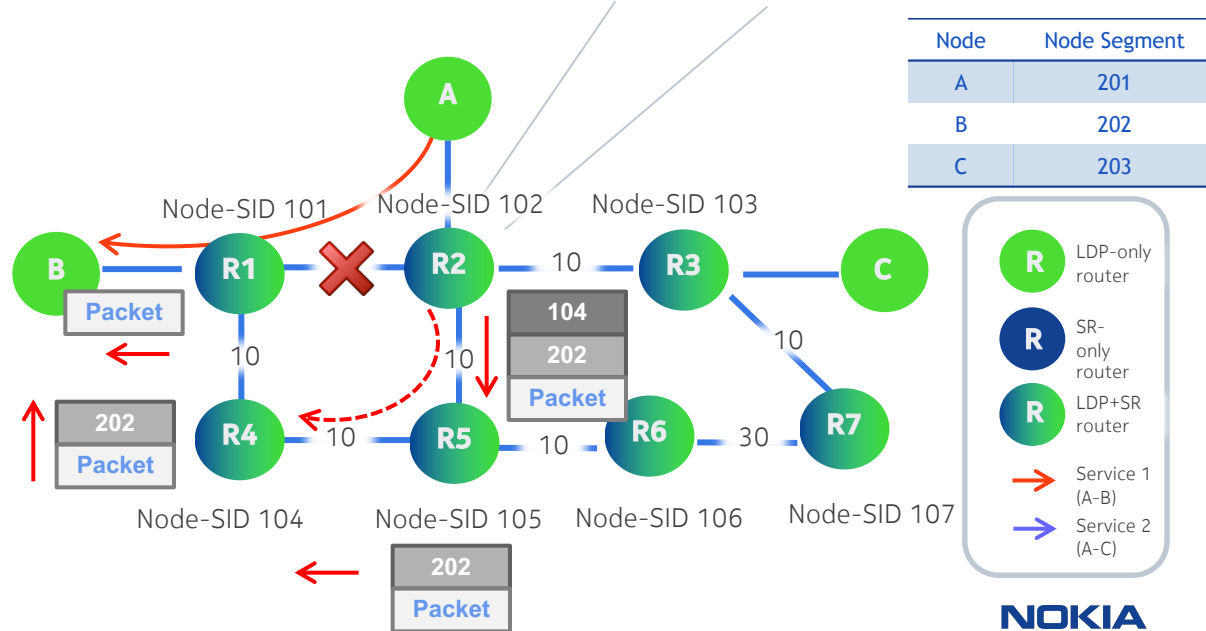 Node Node Segment
A 201
B 202
C 203
A
Node-SID 101
Node-SID 102
Node-SID 103
B
R1
R2
10
R3
C
Packet
104
202
Packet
10
10
10
202
Packet
R4
10
R5
10
R6
30
R7
Node-SID 104
Node-SID 105
Node-SID 106
Node-SID 107
202
Packet
R
LDP-only
router
R
SR-
only
router
R
LDP+SR
router
Service 1
(A-B)
Service 2
(A-C)
NOKIA